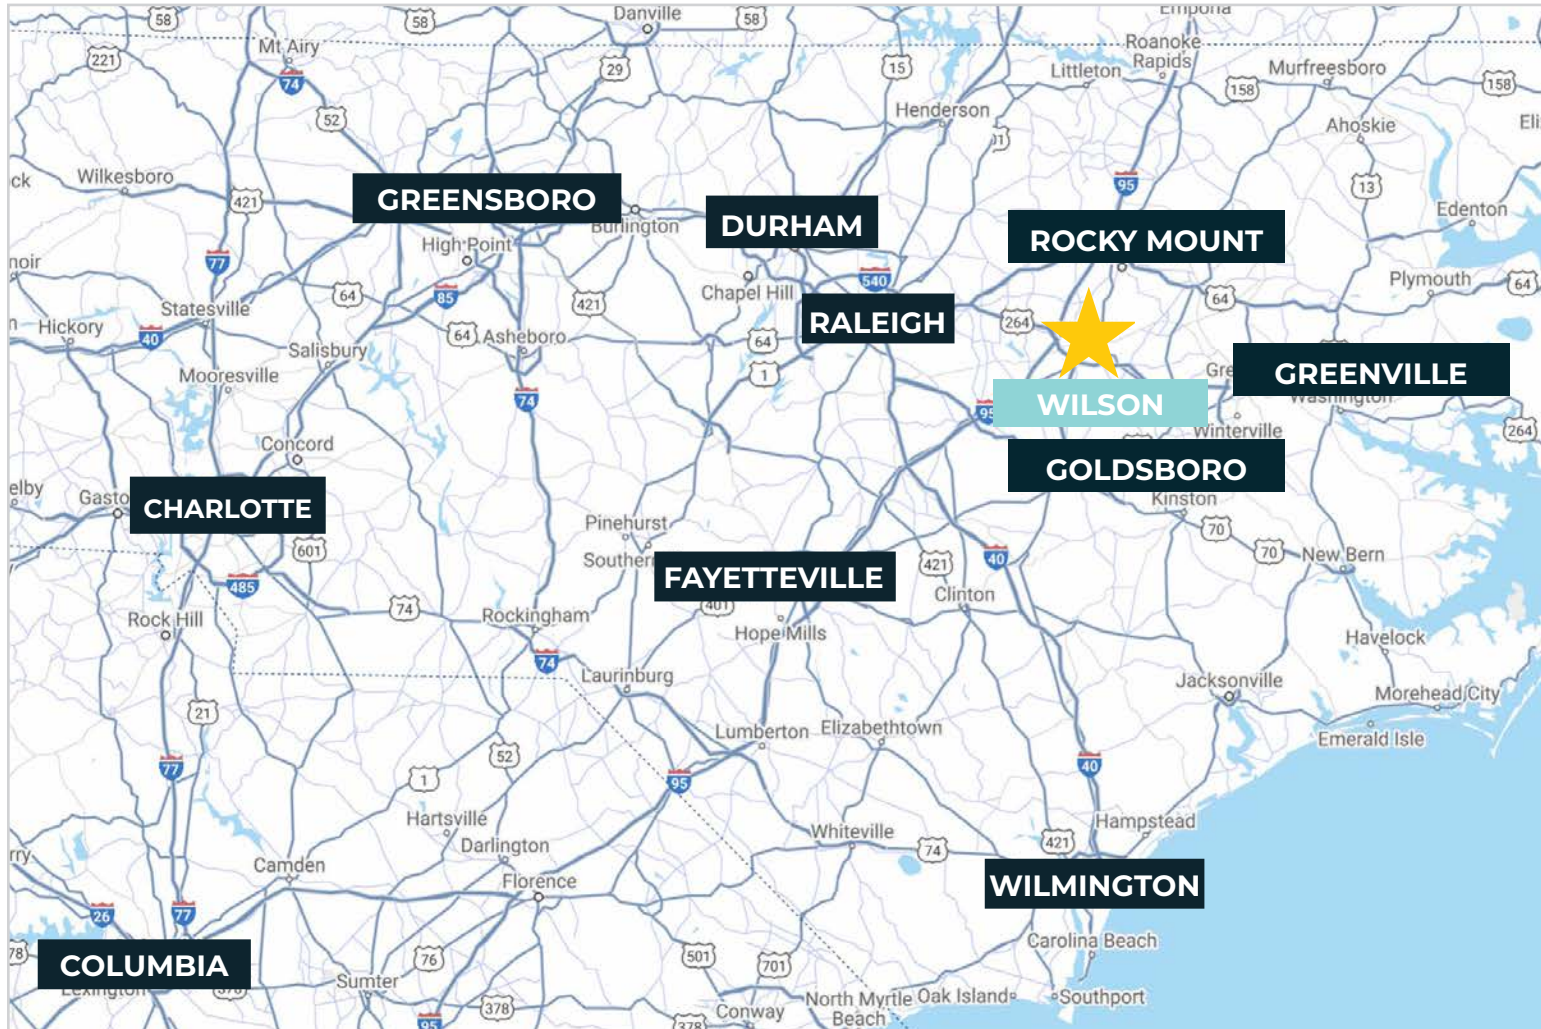 58
58
Danville
58
Emporia
Mt Airy
221
74
29
15
Roanoke
Rapids
Littleton
Murfreesboro
158
158
52
Henderson
Ahoskie
Wilkesboro
421
GREENSBORO
Burlington
DURHAM
95
13
Edenton
High Point
ROCKY MOUNT
77
85
64
421
Chapel Hill
540
64
Plymouth
64
Statesville
Hickory
40
Salisbury
64
Asheboro
RALEIGH
64
264
Mooresville
74
1
GREENVILLE
Washington
95
WILSON
Winterville
264
Concord
GOLDSBORO
Kinston
CHARLOTTE
Pinehurst
70
70
New Bern
601
485
FAYETTEVILLE
421
40
Clinton
74
Rock Hill
Rockingham
401
Hope Mills
Havelock
74
Laurinburg
Jacksonville
Morehead City
21
Lumberton
Elizabethtown
Emerald Isle
52
77
1
95
40
Hartsville
Darlington
Whiteville
74
421
Hampstead
Camden
Florence
WILMINGTON
26
77
Carolina Beach
COLUMBIA
Lexington
378
76
501
701
Sumter
378
95
378
Conway
North Myrtle
Beach
Oak Island
Southport